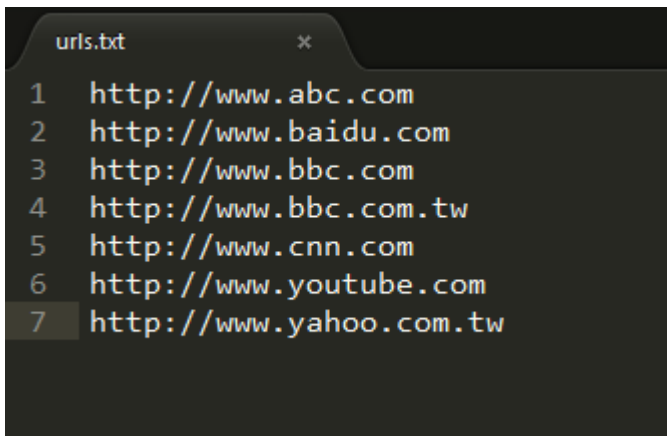 urls.txt ×
1 http://www.abc.com
2 http://www.baidu.com
3 http://www.bbc.com
4 http://www.bbc.com.tw
5 http://www.cnn.com
6 http://www.youtube.com
7 http://www.yahoo.com.tw